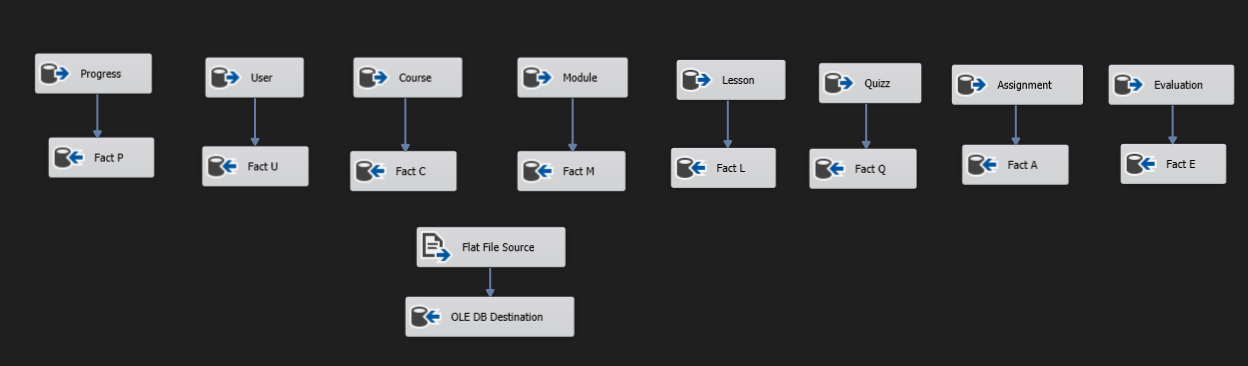 Progress
User
Course
Module
Lesson
Quizz
Assignment
Evaluation
Fact P
Fact U
Fact C
Fact M
Fact L
Fact Q
Fact A
Fact E
Flat File Source
OLE DB Destination